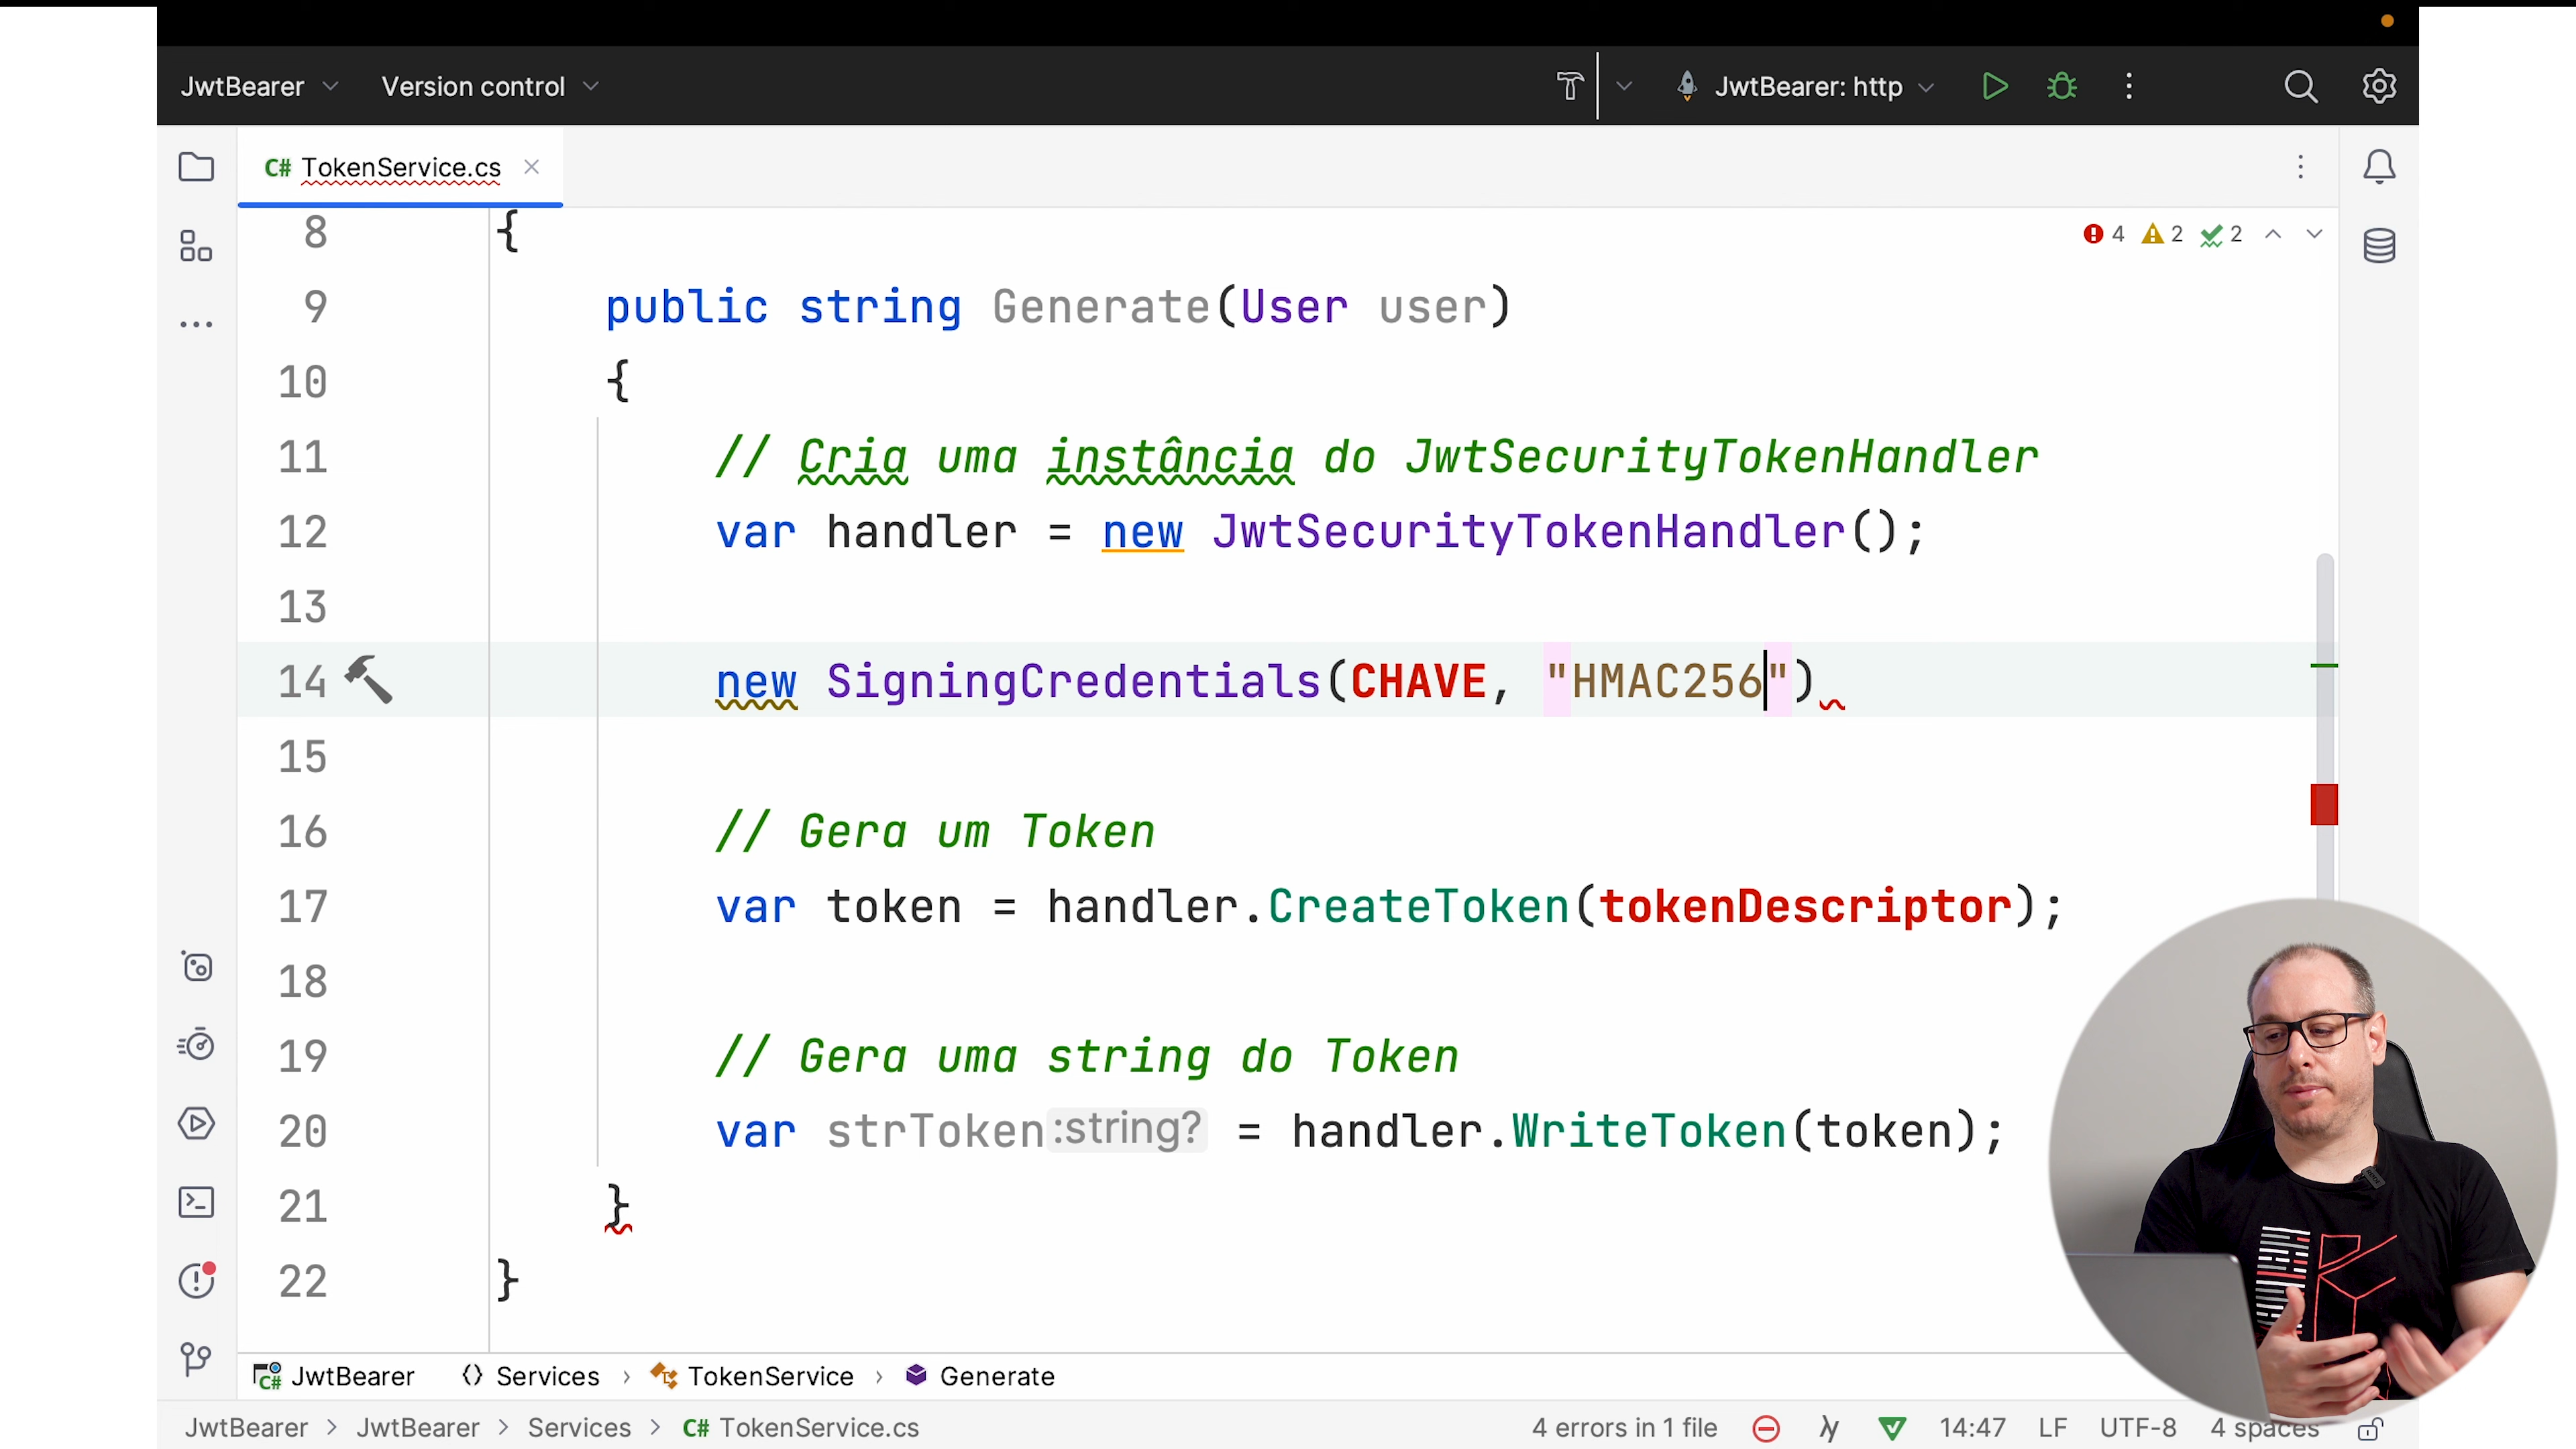 JwtBearer Version control JwtBearer: http
C# TokenService.cs
4 2 2
8 {
9 public string Generate(User user)
10 {
11 // Cria uma instância do JwtSecurityTokenHandler
12 var handler = new JwtSecurityTokenHandler();
13
14 new SigningCredentials(CHAVE, "HMAC256")
15
16 // Gera um Token
17 var token = handler.CreateToken(tokenDescriptor);
18
19 // Gera uma string do Token
20 var strToken :string? = handler.WriteToken(token);
21 }
22 }
C# JwtBearer Services › TokenService › Generate
JwtBearer > JwtBearer > Services > C# TokenService.cs 4 errors in 1 file 14:47 LF UTF-8 4 spaces